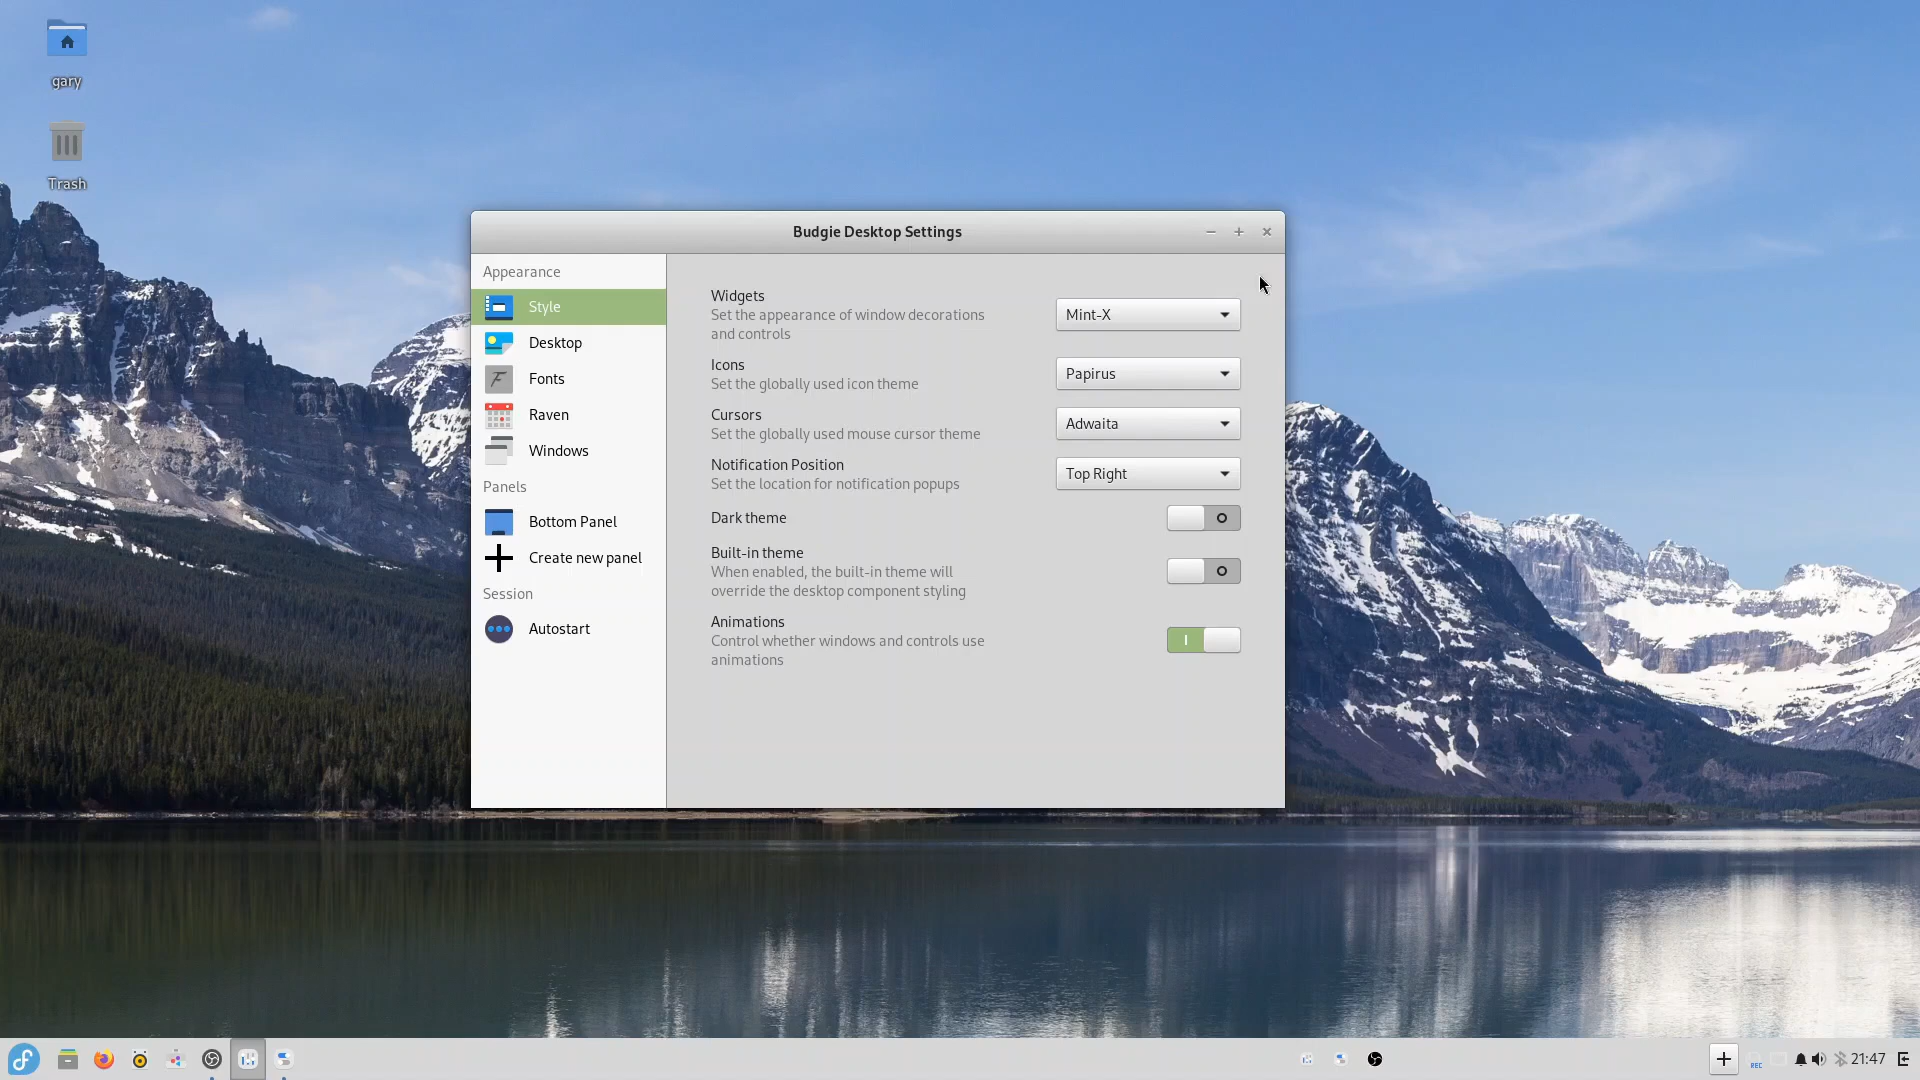 gary
Trash
Budgie Desktop Settings
Appearance
Style
Desktop
Fonts
Raven
Windows
Panels
Bottom Panel
Create new panel
Session
Autostart
Widgets
Set the appearance of window decorations
and controls
Mint-X
Icons
Set the globally used icon theme
Papirus
Cursors
Set the globally used mouse cursor theme
Adwaita
Notification Position
Set the location for notification popups
Top Right
Dark theme
Built-in theme
When enabled, the built-in theme will
override the desktop component styling
Animations
Control whether windows and controls use
animations
REC
21:47